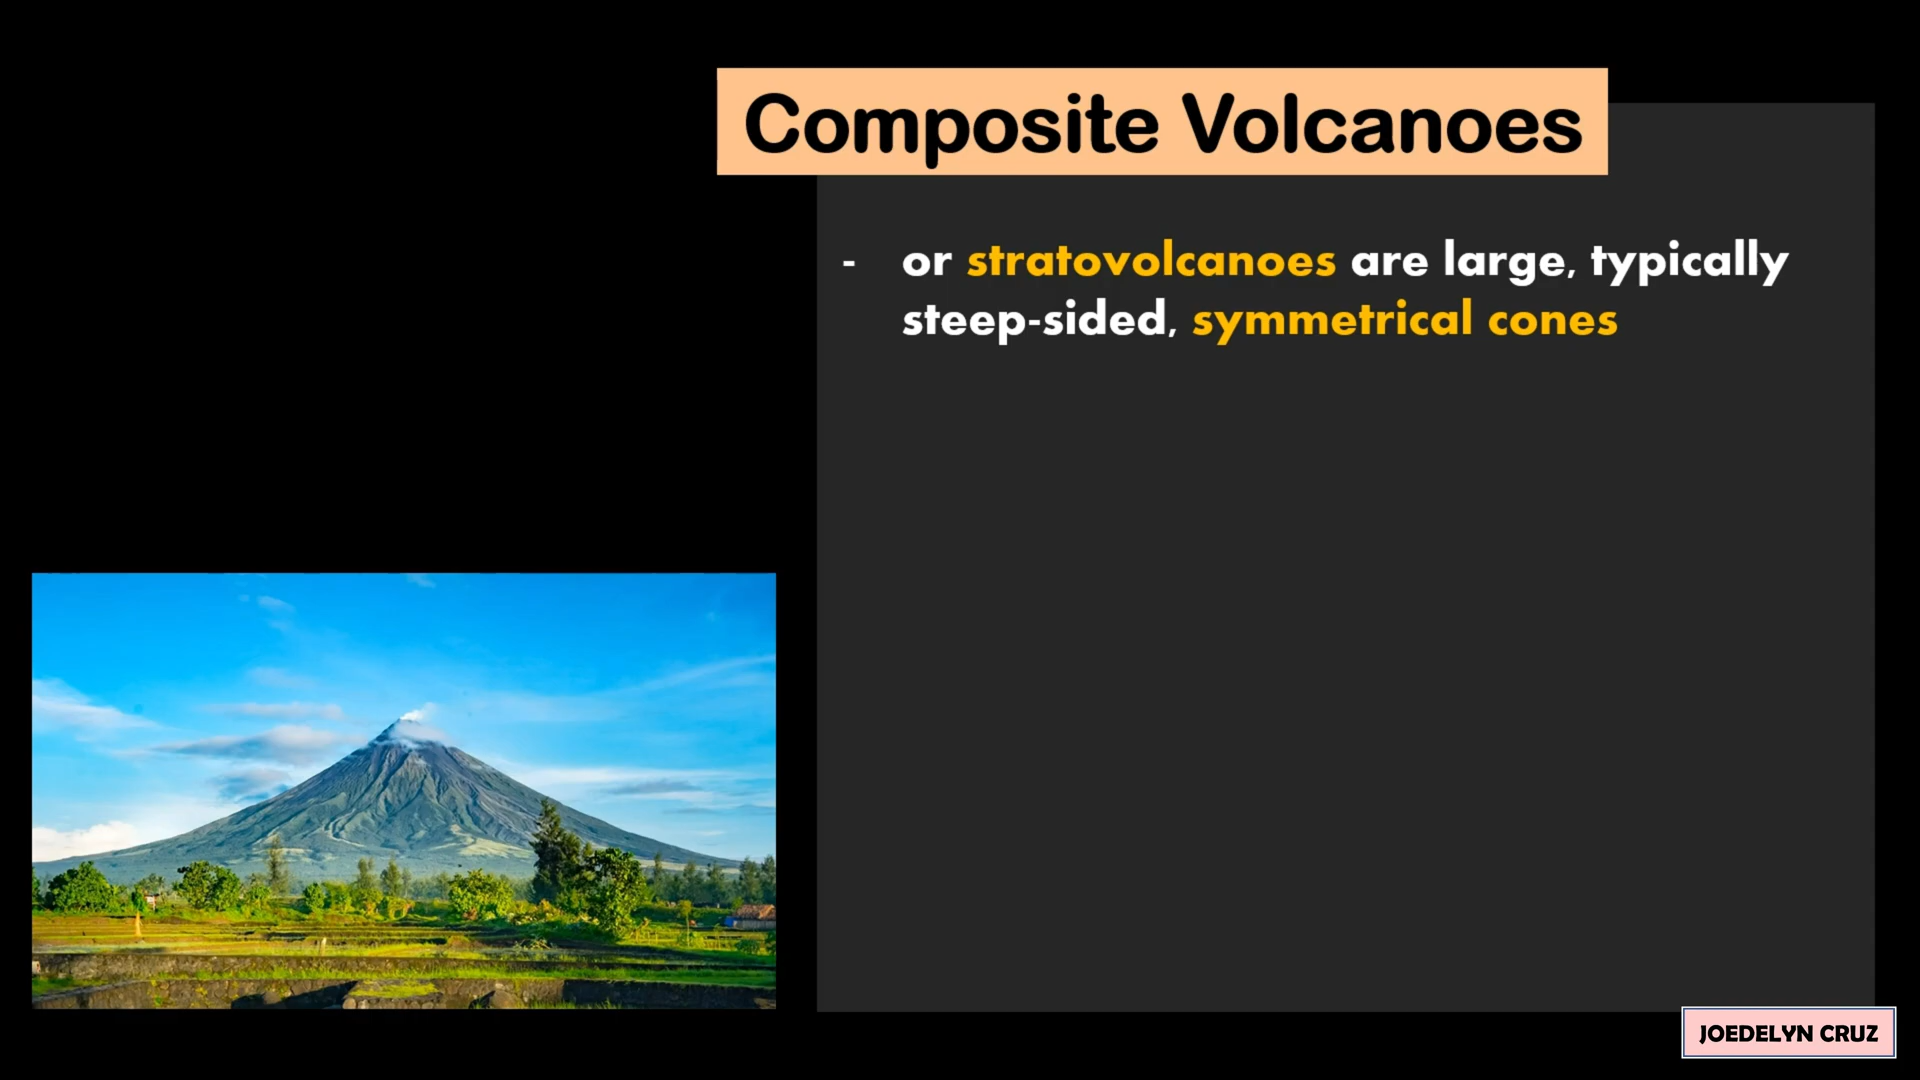 Composite Volcanoes
- or stratovolcanoes are large, typically
steep-sided, symmetrical cones
JOEDELYN CRUZ